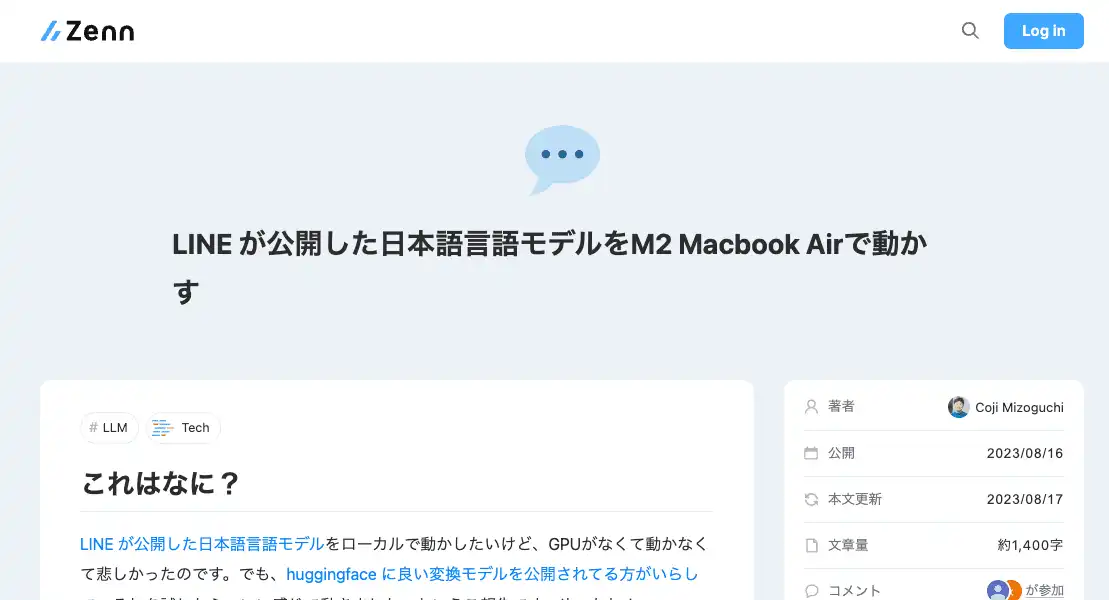 Zenn
Log in
LINE が公開した日本語言語モデルをM2 Macbook Airで動か
す
# LLM
Tech
これはなに？
LINE が公開した日本語言語モデルをローカルで動かしたいけど、GPUがなくて動かなく
て悲しかったのです。でも、huggingface に良い変換モデルを公開されてる方がいらし
著者
Coji Mizoguchi
公開
2023/08/16
本文更新
2023/08/17
文章量
約1,400字
コメント
が参加